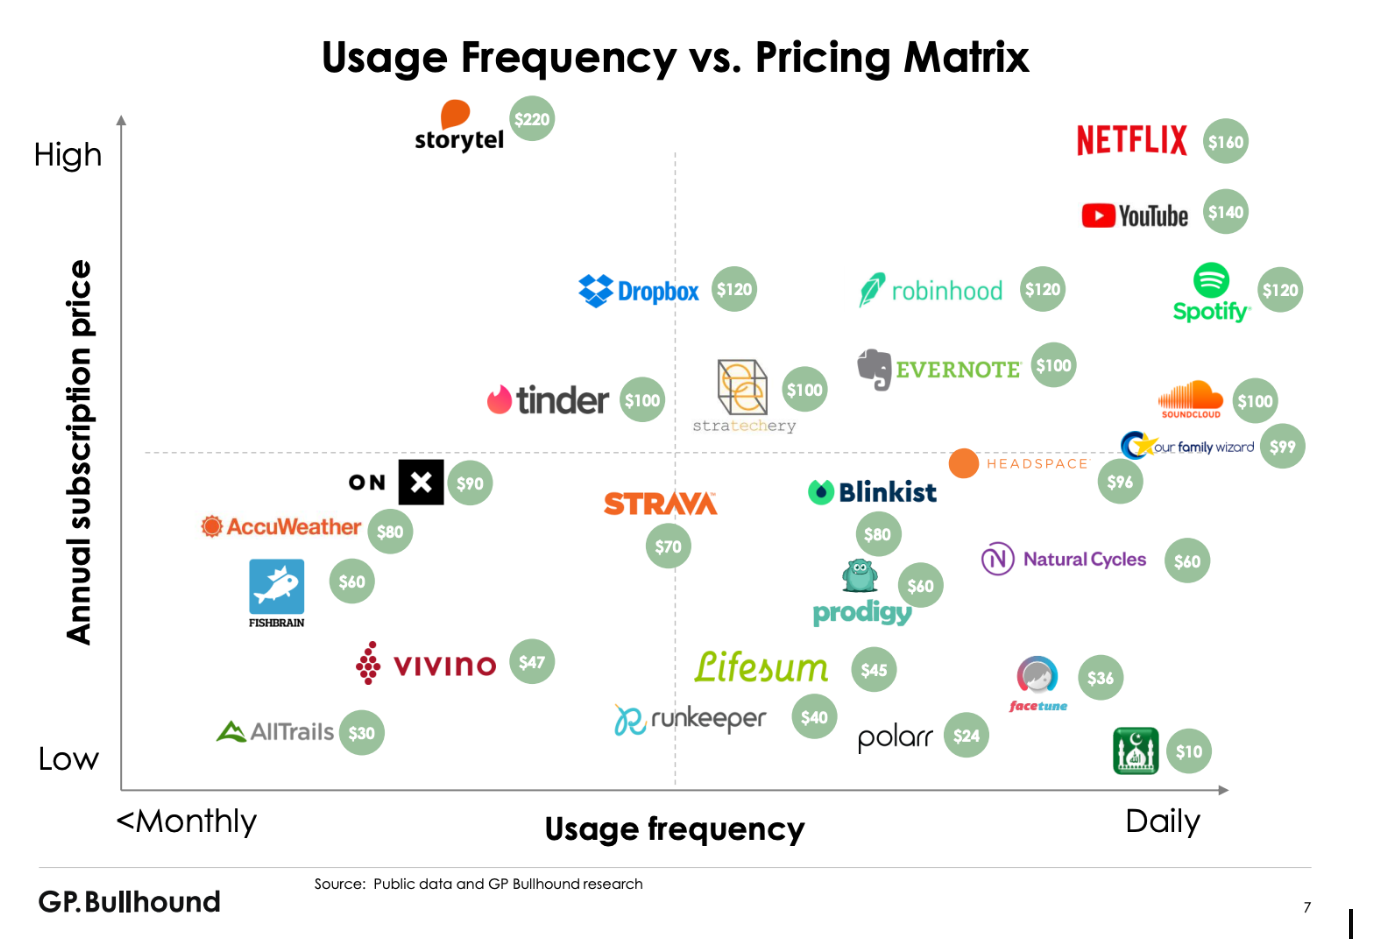 Usage Frequency vs. Pricing Matrix
High
storytel $220
NETFLIX $160
YouTube $140
Dropbox $120
robinhood $120
Spotify $120
EVERNOTE $100
tinder $100
stratechery $100
SOUNDCLOUD $100
our family wizard $99
HEADSPACE $96
ON X $90
STRAVA $70
Blinkist $80
AccuWeather $80
Natural Cycles $60
FISHBRAIN $60
prodigy $60
VIVINO $47
Lifesum $45
facetune $36
runkeeper $40
AllTrails $30
polarr $24
$10
Annual subscription price
Low
<Monthly
Usage frequency
Daily
Source: Public data and GP Bullhound research
GP.Bullhound
7